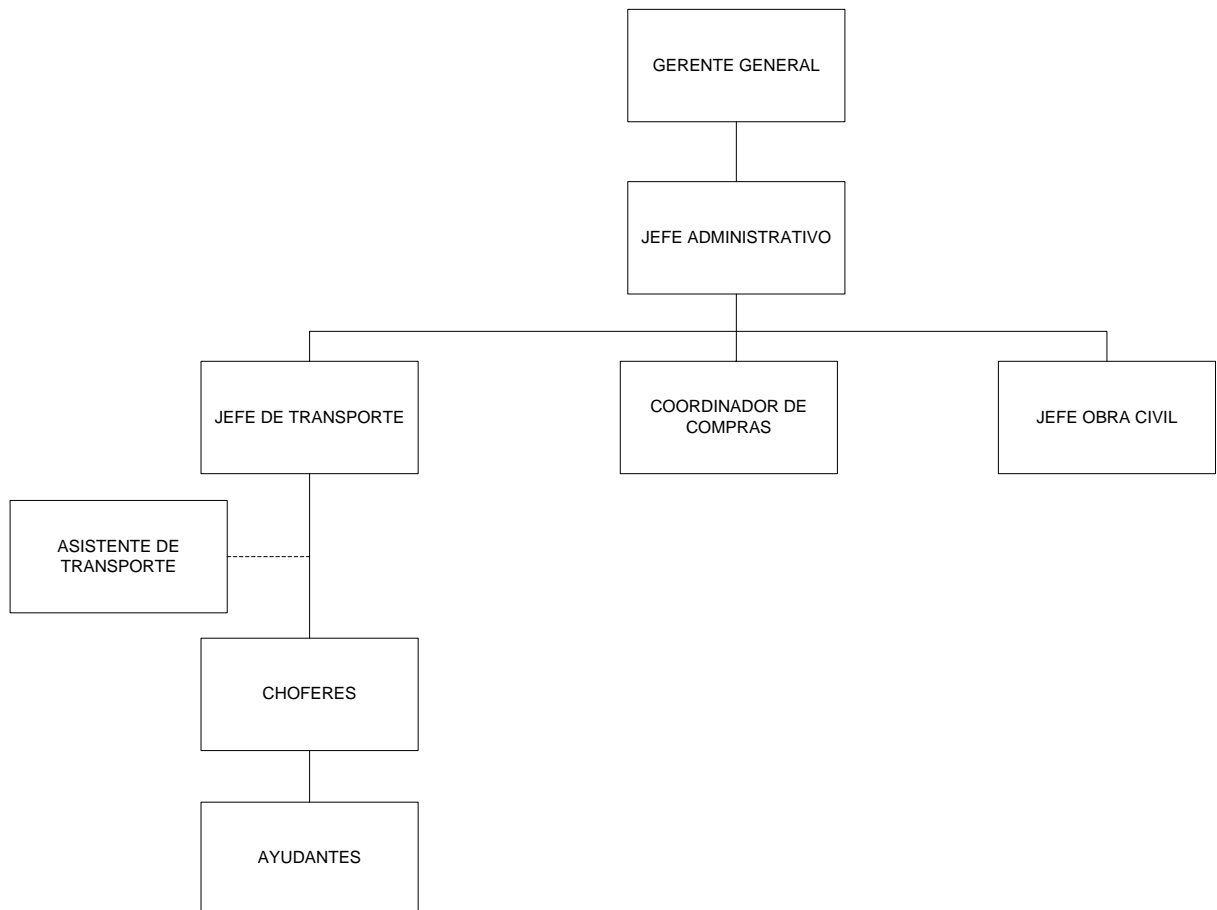 GERENTE GENERAL
JEFE ADMINISTRATIVO
JEFE DE TRANSPORTE
COORDINADOR DE
COMPRAS
JEFE OBRA CIVIL
ASISTENTE DE
TRANSPORTE
CHOFERES
AYUDANTES